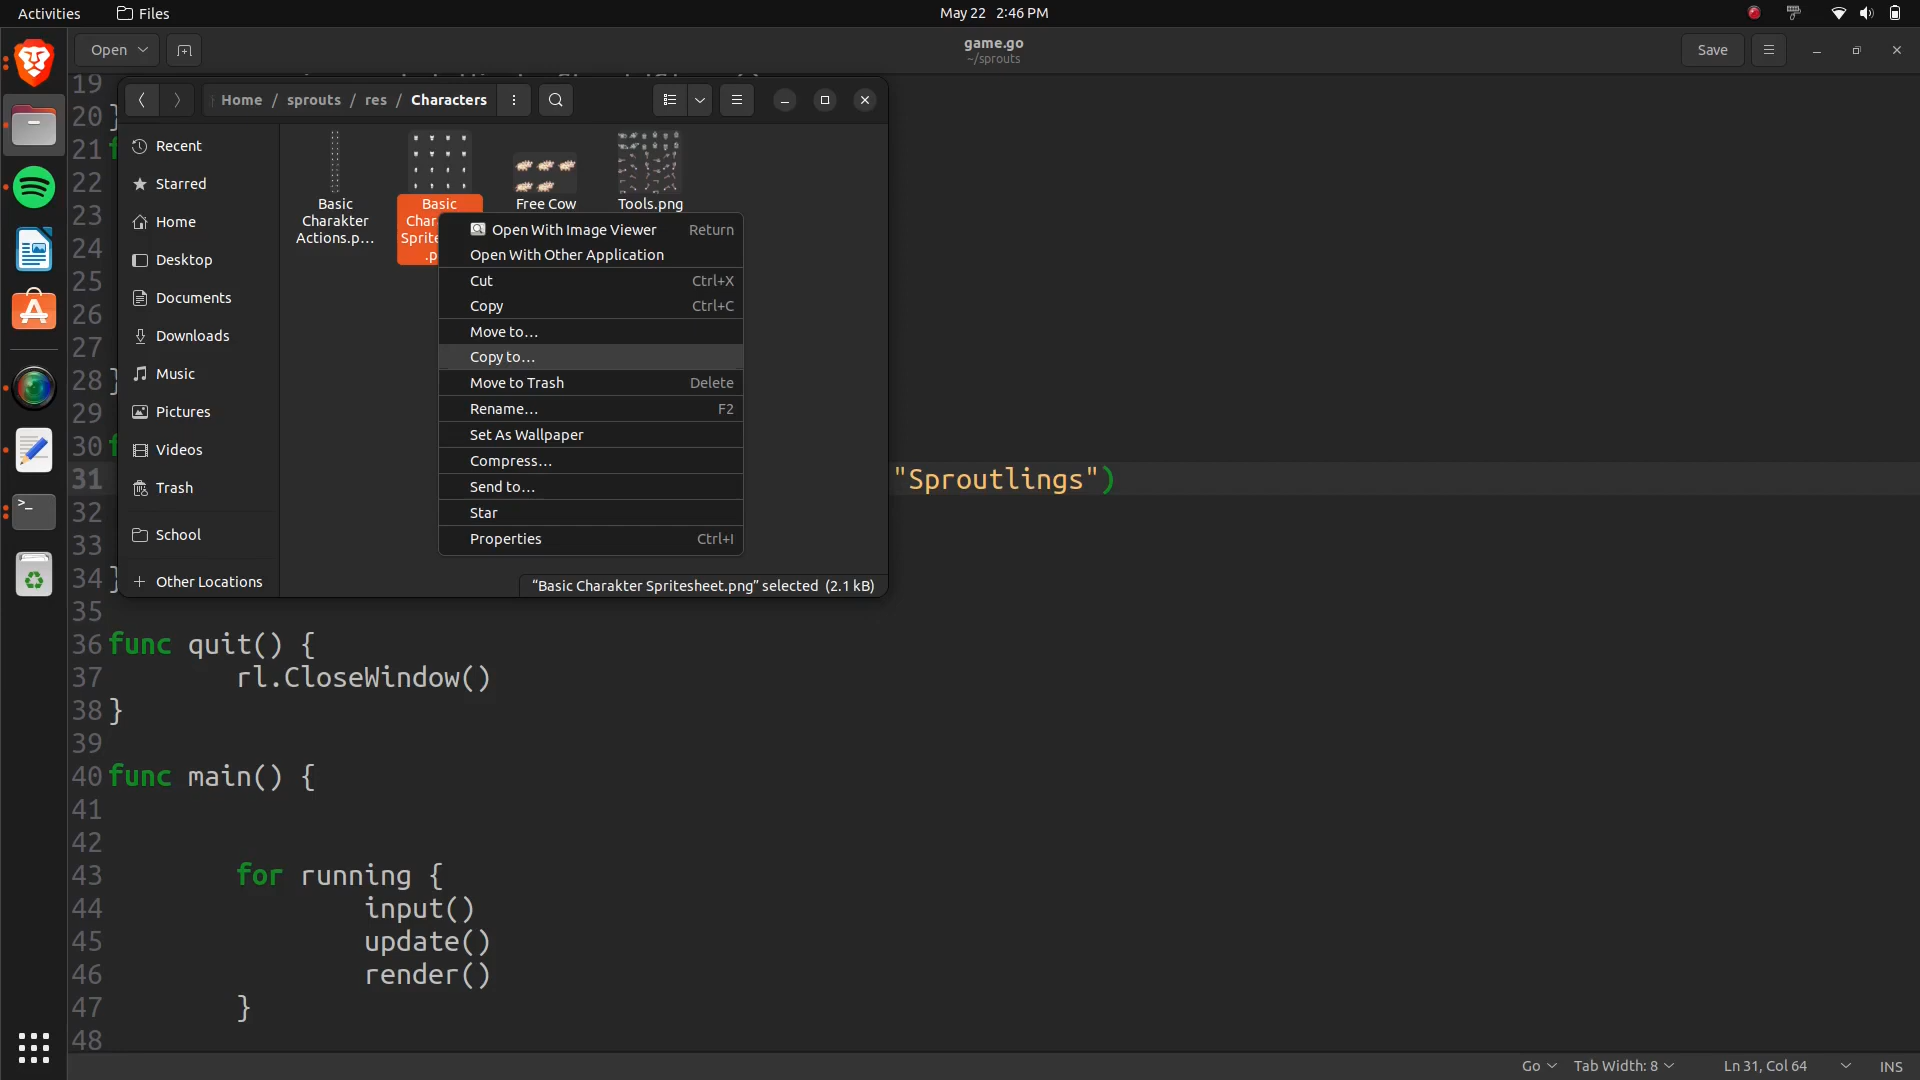 Activities
Files
May 22 2:46 PM
Open
game.go
~/sprouts
Save
Home / sprouts / res / Characters
Recent
Starred
Home
Desktop
Documents
Downloads
Music
Pictures
Videos
Trash
School
Other Locations
Basic
Charakter
Actions.p...
Basic
Free Cow
Tools.png
Open With Image Viewer Return
Open With Other Application
Cut Ctrl+X
Copy Ctrl+C
Move to...
Copy to...
Move to Trash Delete
Rename... F2
Set As Wallpaper
Compress...
Send to...
Star
Properties Ctrl+I
"Basic Charakter Spritesheet.png" selected (2.1 kB)
19
20 }
21
22
23
24
25
26
27
28 }
29
30
31 "Sproutlings")
32
33
34 }
35
36 func quit() {
37 rl.CloseWindow()
38 }
39
40 func main() {
41
42
43 for running {
44 input()
45 update()
46 render()
47 }
48
Go Tab Width: 8 Ln 31, Col 64 INS